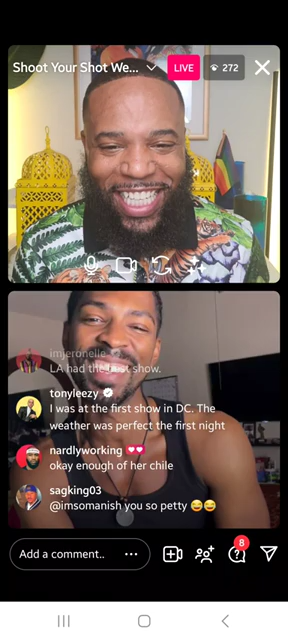 Shoot Your Shot We...
LIVE
272
imjeronelle
LA had the best show.
tonyleezy
I was at the first show in DC. The
weather was perfect the first night
nardlyworking
okay enough of her chile
sagking03
@imsomanish you so petty 😂😂
Add a comment..
8